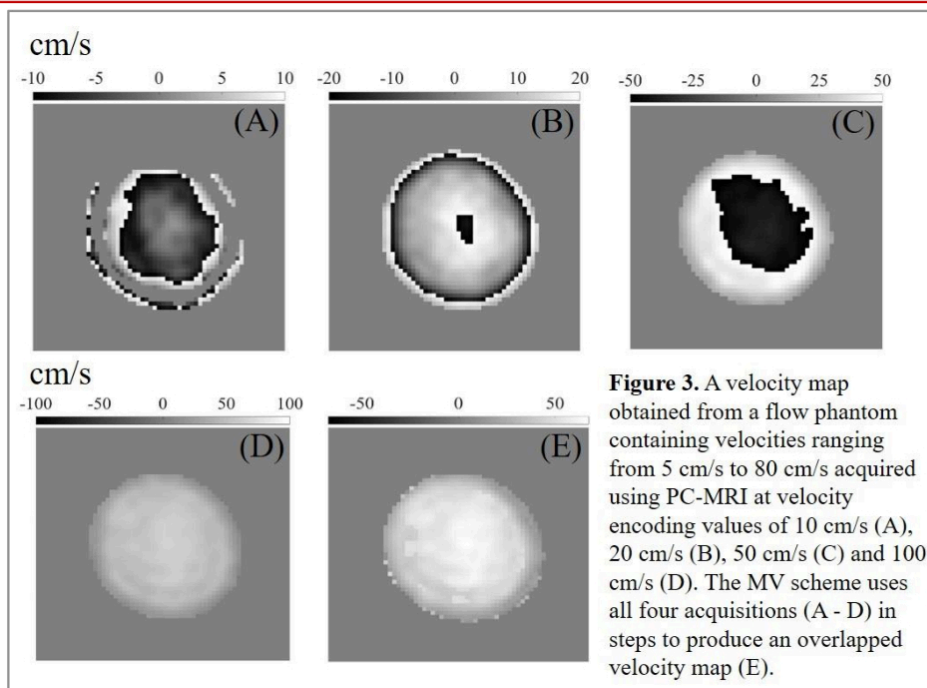 cm/s
-10 -5 0 5 10
-20 -10 0 10 20
-50 -25 0 25 50
(A)
(B)
(C)
cm/s
-100 -50 0 50 100
-50 0 50
(D)
(E)
Figure 3. A velocity map
obtained from a flow phantom
containing velocities ranging
from 5 cm/s to 80 cm/s acquired
using PC-MRI at velocity
encoding values of 10 cm/s (A),
20 cm/s (B), 50 cm/s (C) and 100
cm/s (D). The MV scheme uses
all four acquisitions (A - D) in
steps to produce an overlapped
velocity map (E).